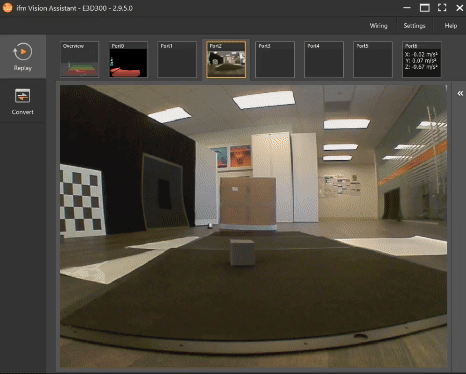 ifm Vision Assistant - E3D300 - 2.9.5.0
Wiring
Settings
Help
Replay
Convert
Overview
Port0
Port1
Port2
Port3
Port4
Port5
Port6
X: -0.52 m/s²
Y: 0.07 m/s²
Z: -9.67 m/s²